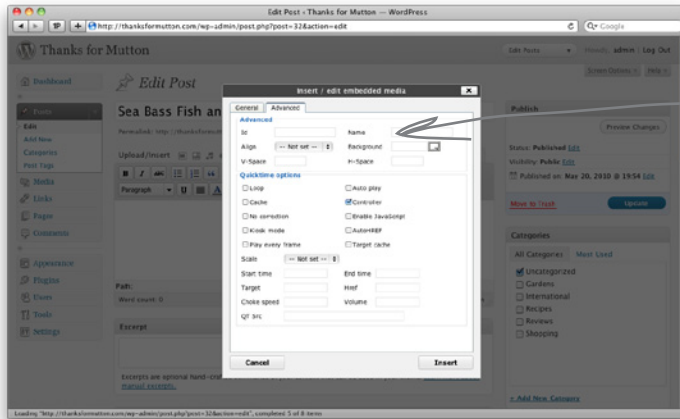 Edit Post ‹ Thanks for Mutton — WordPress
http://thanksformutton.com/wp-admin/post.php?post=32&action=edit
Google
Thanks for Mutton
Edit Posts
admin | Log Out
Screen Options
Help
Dashboard
Edit Post
Posts
Edit
Add New
Categories
Post Tags
Media
Links
Pages
Comments
Appearance
Plugins
Users
Tools
Settings
Sea Bass Fish an
Permalink: http://thanksformutt
Upload/Insert
Paragraph
Path:
Word count: 0
Excerpt
Excerpts are optional hand-craf
manual excerpts.
Insert / edit embedded media
General
Advanced
Advanced
Id
Name
Align
-- Not set --
Background
V-Space
H-Space
Quicktime options
Loop
Auto play
Cache
Controller
No correction
Enable JavaScript
Kiosk mode
AutoHREF
Play every frame
Target cache
Scale
-- Not set --
Start time
End time
Target
Href
Choke speed
Volume
QT Src
Cancel
Insert
Publish
Preview Changes
Status: Published Edit
Visibility: Public Edit
Published on: May 20, 2010 @ 19:54 Edit
Move to Trash
Update
Categories
All Categories
Most Used
Uncategorized
Gardens
International
Recipes
Reviews
Shopping
+ Add New Category
Loading "http://thanksformutton.com/wp-admin/post.php?post=32&action=edit", completed 5 of 8 items